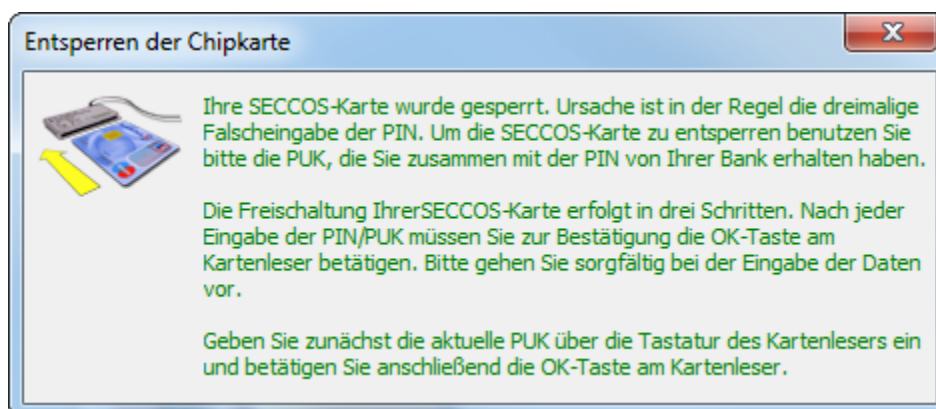 Entsperren der Chipkarte
Ihre SECCOS-Karte wurde gesperrt. Ursache ist in der Regel die dreimalige
Falscheingabe der PIN. Um die SECCOS-Karte zu entsperren benutzen Sie
bitte die PUK, die Sie zusammen mit der PIN von Ihrer Bank erhalten haben.
Die Freischaltung IhrerSECCOS-Karte erfolgt in drei Schritten. Nach jeder
Eingabe der PIN/PUK müssen Sie zur Bestätigung die OK-Taste am
Kartenleser betätigen. Bitte gehen Sie sorgfältig bei der Eingabe der Daten
vor.
Geben Sie zunächst die aktuelle PUK über die Tastatur des Kartenlesers ein
und betätigen Sie anschließend die OK-Taste am Kartenleser.